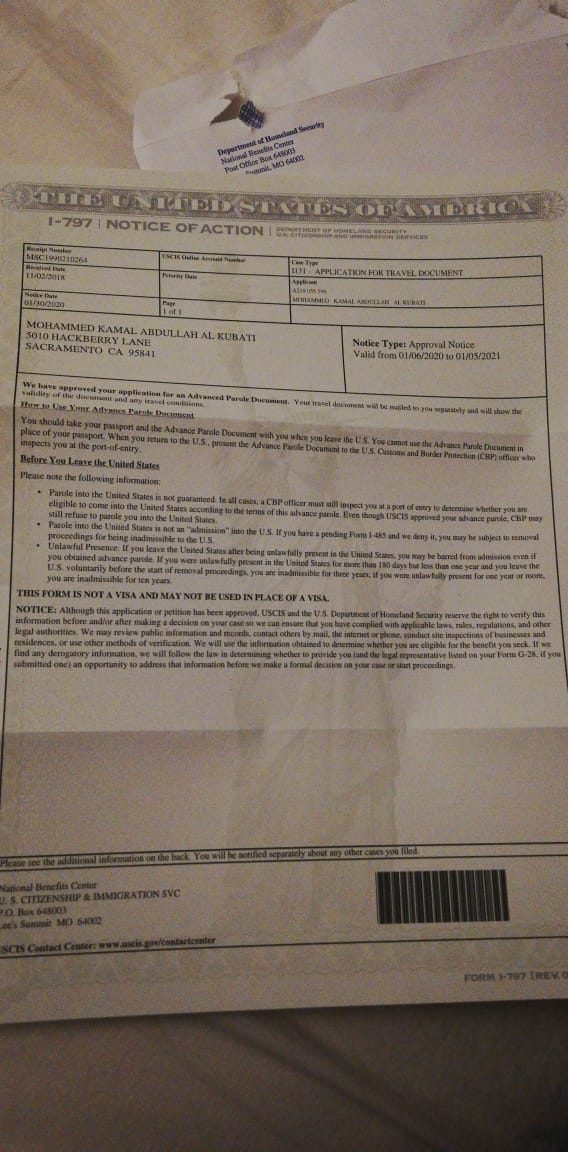 Department of Homeland Security
National Benefits Center
Post Office Box 648003
Summit, MO 64002
THE UNITED STATES OF AMERICA
I-797 | NOTICE OF ACTION | DEPARTMENT OF HOMELAND SECURITY
U.S. CITIZENSHIP AND IMMIGRATION SERVICES
Receipt Number
MSC1990210264
USCIS Online Account Number
Case Type
I131 - APPLICATION FOR TRAVEL DOCUMENT
Received Date
11/02/2018
Priority Date
Applicant
A219 055 599
MOHAMMED KAMAL ABDULLAH AL KUBATI
Notice Date
01/30/2020
Page
1 of 1
MOHAMMED KAMAL ABDULLAH AL KUBATI
5010 HACKBERRY LANE
SACRAMENTO CA 95841
Notice Type: Approval Notice
Valid from 01/06/2020 to 01/05/2021
We have approved your application for an Advanced Parole Document. Your travel document will be mailed to you separately and will show the
validity of the document and any travel conditions.
How to Use Your Advance Parole Document
You should take your passport and the Advance Parole Document with you when you leave the U.S. You cannot use the Advance Parole Document in
place of your passport. When you return to the U.S., present the Advance Parole Document to the U.S. Customs and Border Protection (CBP) officer who
inspects you at the port-of-entry.
Before You Leave the United States
Please note the following information:
• Parole into the United States is not guaranteed. In all cases, a CBP officer must still inspect you at a port of entry to determine whether you are
eligible to come into the United States according to the terms of this advance parole. Even though USCIS approved your advance parole, CBP may
still refuse to parole you into the United States.
• Parole into the United States is not an "admission" into the U.S. If you have a pending Form I-485 and we deny it, you may be subject to removal
proceedings for being inadmissible to the U.S.
• Unlawful Presence. If you leave the United States after being unlawfully present in the United States, you may be barred from admission even if
you obtained advance parole. If you were unlawfully present in the United States for more than 180 days but less than one year and you leave the
U.S. voluntarily before the start of removal proceedings, you are inadmissible for three years; if you were unlawfully present for one year or more,
you are inadmissible for ten years.
THIS FORM IS NOT A VISA AND MAY NOT BE USED IN PLACE OF A VISA.
NOTICE: Although this application or petition has been approved, USCIS and the U.S. Department of Homeland Security reserve the right to verify this
information before and/or after making a decision on your case so we can ensure that you have complied with applicable laws, rules, regulations, and other
legal authorities. We may review public information and records, contact others by mail, the internet or phone, conduct site inspections of businesses and
residences, or use other methods of verification. We will use the information obtained to determine whether you are eligible for the benefit you seek. If we
find any derogatory information, we will follow the law in determining whether to provide you (and the legal representative listed on your Form G-28, if you
submitted one) an opportunity to address that information before we make a formal decision on your case or start proceedings.
Please see the additional information on the back. You will be notified separately about any other cases you filed.
National Benefits Center
U. S. CITIZENSHIP & IMMIGRATION SVC
P.O. Box 648003
Lee's Summit MO 64002
USCIS Contact Center: www.uscis.gov/contactcenter
FORM I-797 [REV. 0